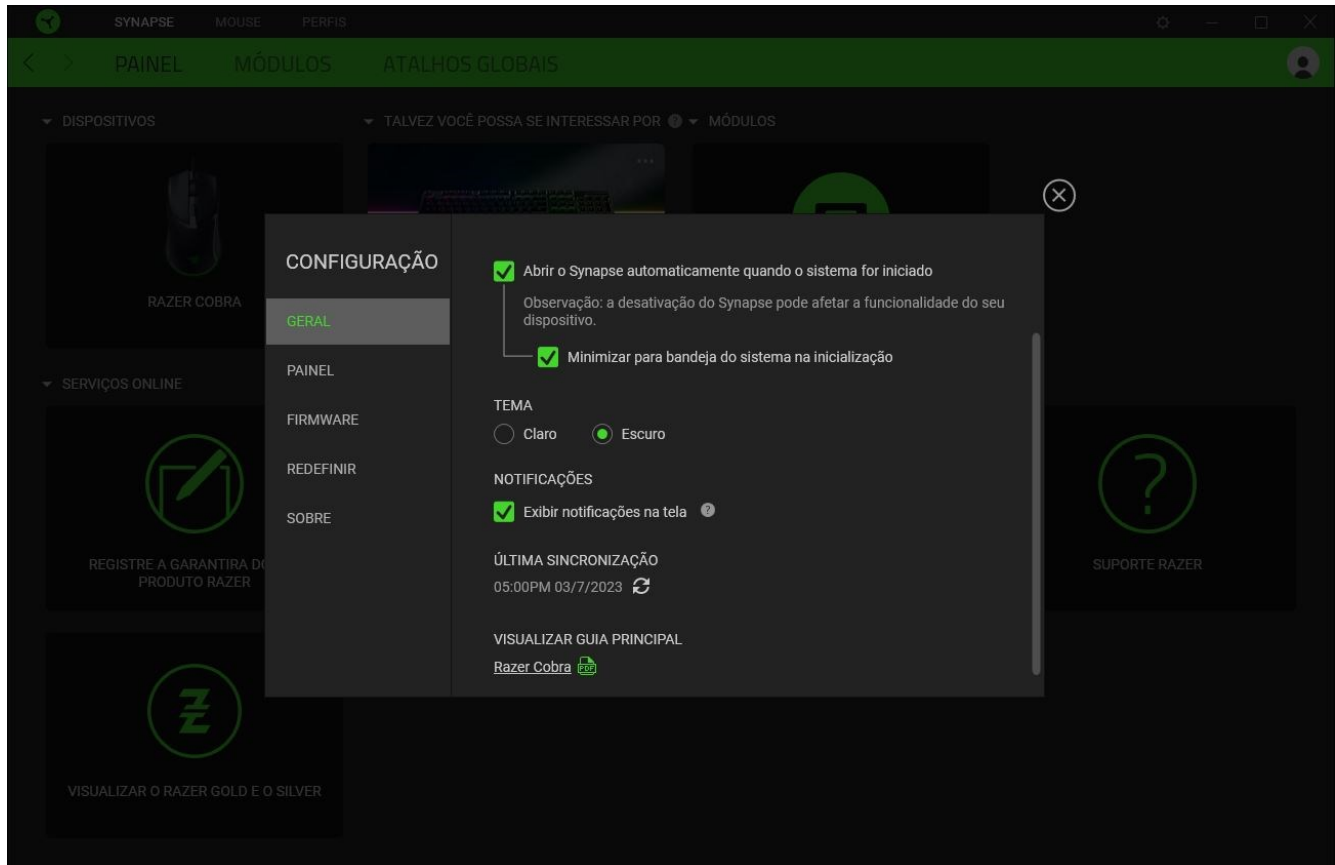 SYNAPSE MOUSE PERFIS
PAINEL MÓDULOS ATALHOS GLOBAIS
DISPOSITIVOS
TALVEZ VOCÊ POSSA SE INTERESSAR POR ?
MÓDULOS
RAZER COBRA
SERVIÇOS ONLINE
REGISTRE A GARANTIRA
PRODUTO RAZER
SUPORTE RAZER
VISUALIZAR O RAZER GOLD E O SILVER
CONFIGURAÇÃO
GERAL
PAINEL
FIRMWARE
REDEFINIR
SOBRE
Abrir o Synapse automaticamente quando o sistema for iniciado
Observação: a desativação do Synapse pode afetar a funcionalidade do seu
dispositivo.
Minimizar para bandeja do sistema na inicialização
TEMA
Claro Escuro
NOTIFICAÇÕES
Exibir notificações na tela ?
ÚLTIMA SINCRONIZAÇÃO
05:00PM 03/7/2023
VISUALIZAR GUIA PRINCIPAL
Razer Cobra PDF